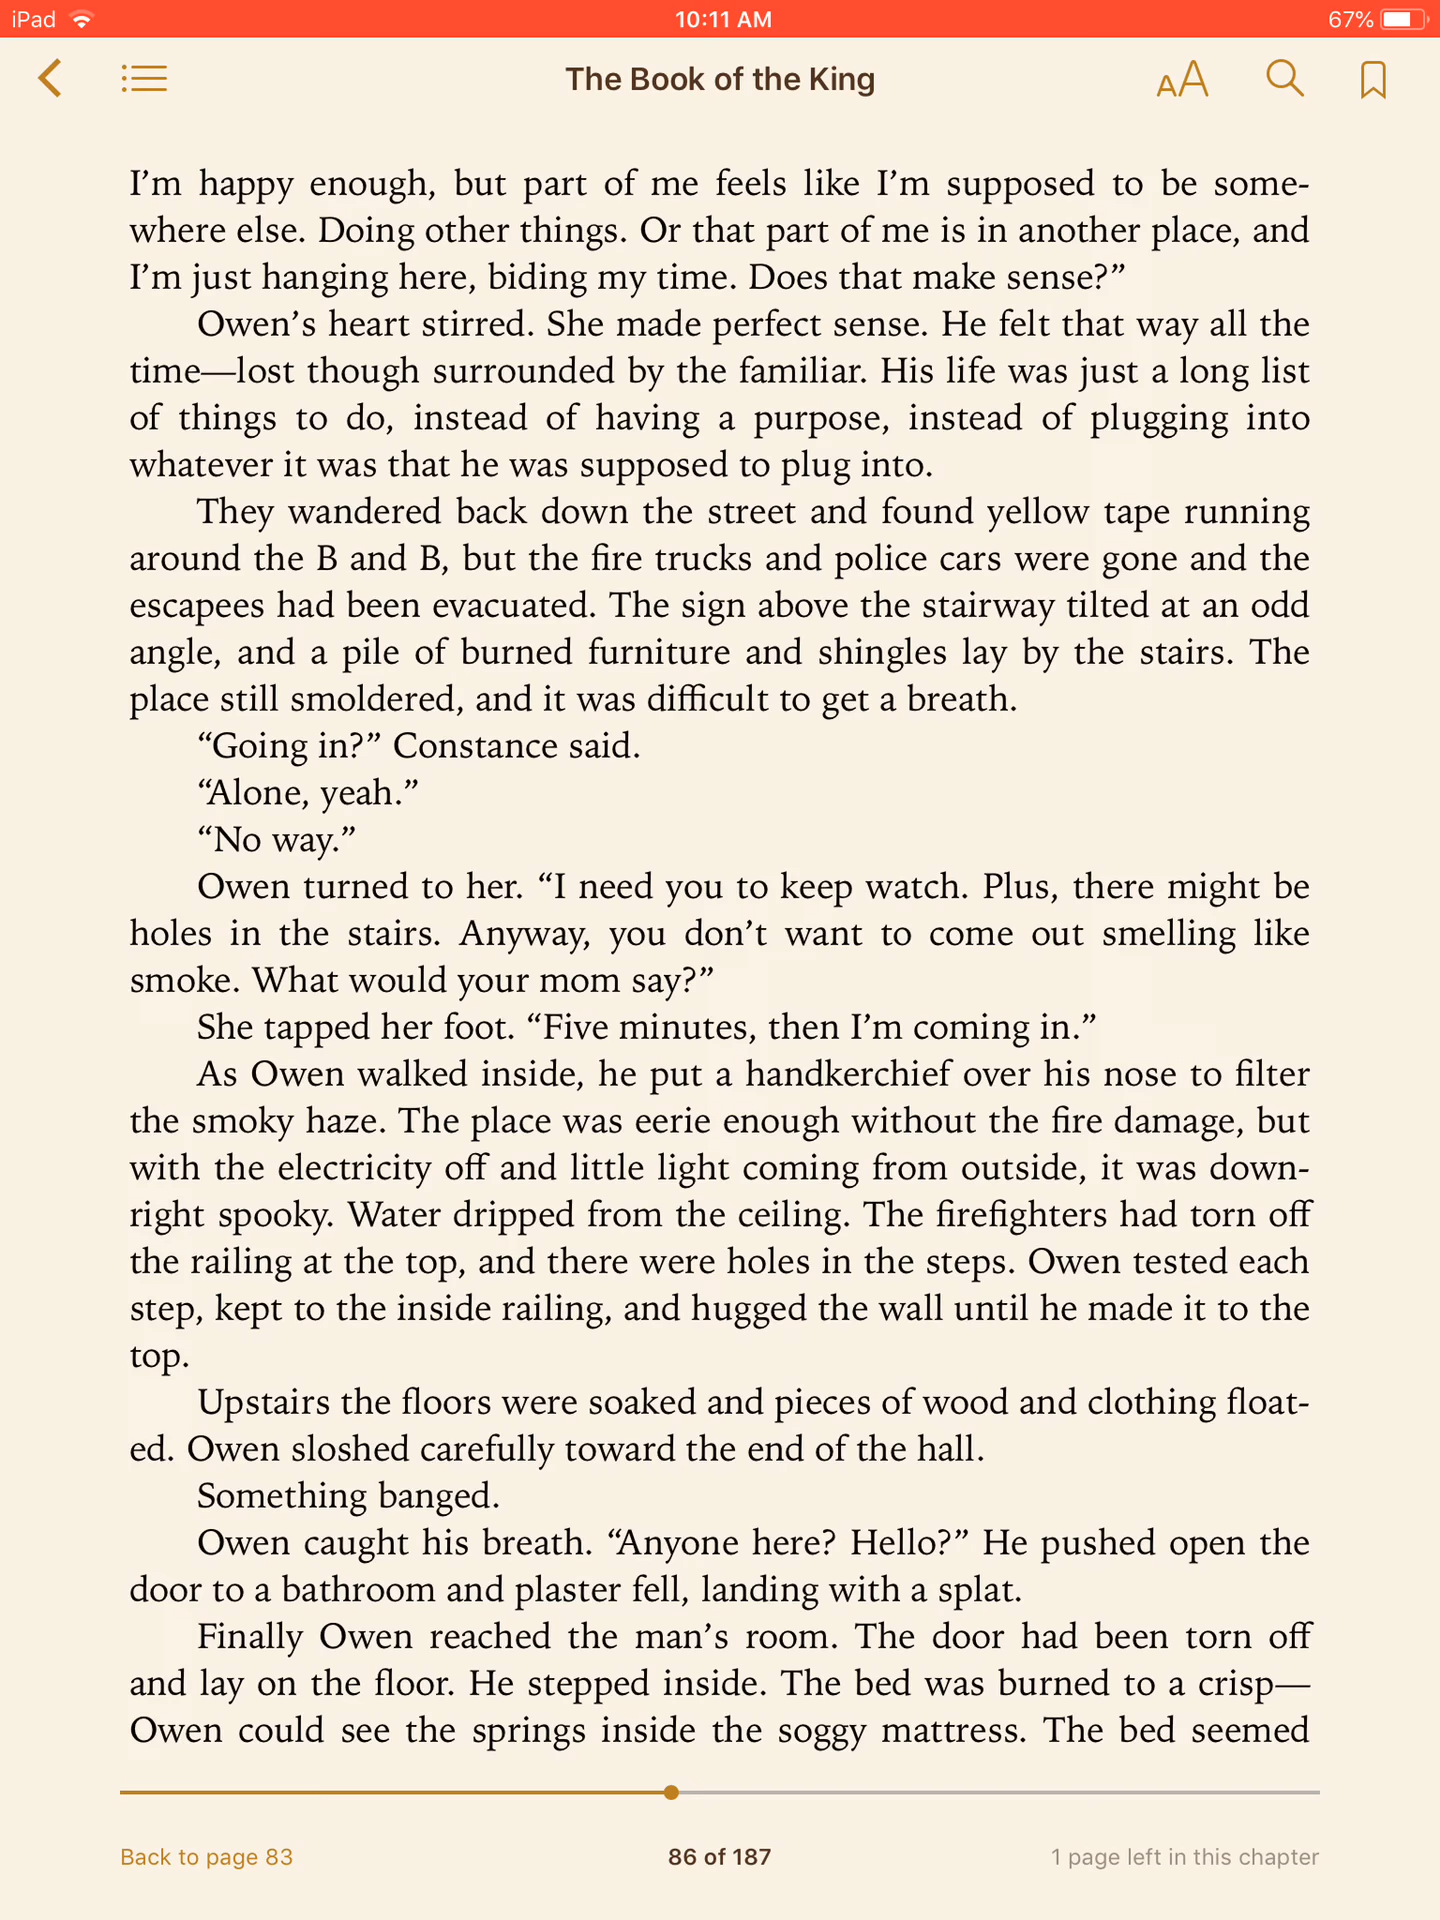 iPad
10:11 AM
67%
The Book of the King
AA
I’m happy enough, but part of me feels like I’m supposed to be some-
where else. Doing other things. Or that part of me is in another place, and
I’m just hanging here, biding my time. Does that make sense?”
Owen’s heart stirred. She made perfect sense. He felt that way all the
time—lost though surrounded by the familiar. His life was just a long list
of things to do, instead of having a purpose, instead of plugging into
whatever it was that he was supposed to plug into.
They wandered back down the street and found yellow tape running
around the B and B, but the fire trucks and police cars were gone and the
escapees had been evacuated. The sign above the stairway tilted at an odd
angle, and a pile of burned furniture and shingles lay by the stairs. The
place still smoldered, and it was difficult to get a breath.
“Going in?” Constance said.
“Alone, yeah.”
“No way.”
Owen turned to her. “I need you to keep watch. Plus, there might be
holes in the stairs. Anyway, you don’t want to come out smelling like
smoke. What would your mom say?”
She tapped her foot. “Five minutes, then I’m coming in.”
As Owen walked inside, he put a handkerchief over his nose to filter
the smoky haze. The place was eerie enough without the fire damage, but
with the electricity off and little light coming from outside, it was down-
right spooky. Water dripped from the ceiling. The firefighters had torn off
the railing at the top, and there were holes in the steps. Owen tested each
step, kept to the inside railing, and hugged the wall until he made it to the
top.
Upstairs the floors were soaked and pieces of wood and clothing float-
ed. Owen sloshed carefully toward the end of the hall.
Something banged.
Owen caught his breath. “Anyone here? Hello?” He pushed open the
door to a bathroom and plaster fell, landing with a splat.
Finally Owen reached the man’s room. The door had been torn off
and lay on the floor. He stepped inside. The bed was burned to a crisp—
Owen could see the springs inside the soggy mattress. The bed seemed
Back to page 83
86 of 187
1 page left in this chapter